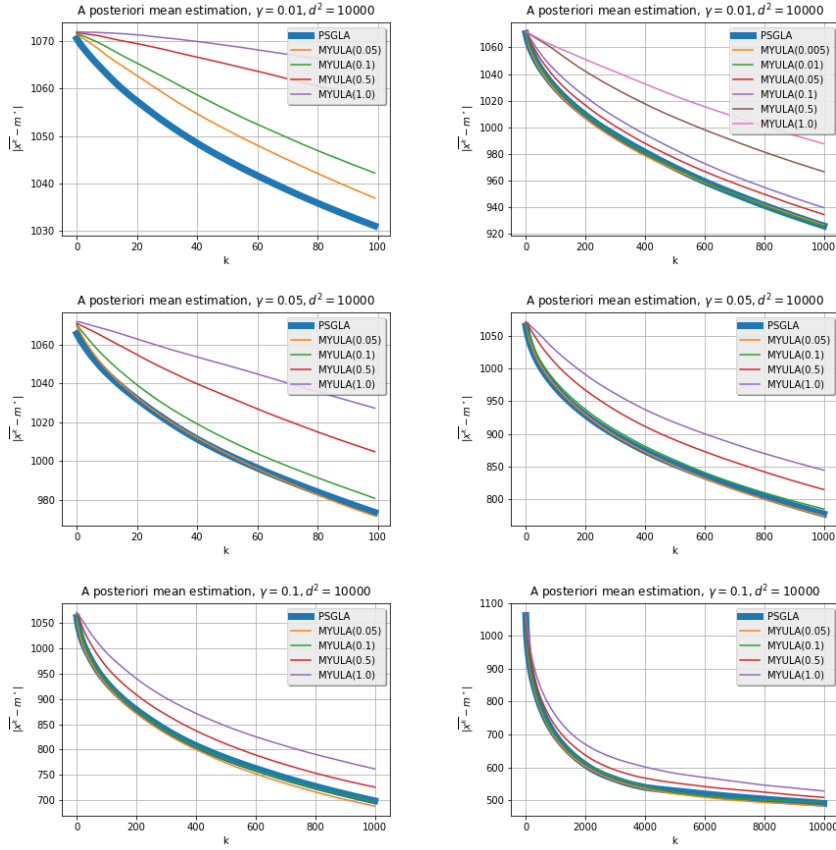 A posteriori mean estimation, γ = 0.01, d² = 10000
1070
1060
1050
1040
1030
|x̅ᵏ − m⋆|
PSGLA
MYULA(0.05)
MYULA(0.1)
MYULA(0.5)
MYULA(1.0)
0 20 40 60 80 100
k
A posteriori mean estimation, γ = 0.01, d² = 10000
1060
1040
1020
1000
980
960
940
920
|x̅ᵏ − m⋆|
PSGLA
MYULA(0.005)
MYULA(0.01)
MYULA(0.05)
MYULA(0.1)
MYULA(0.5)
MYULA(1.0)
0 2000 4000 6000 8000 10000
k
A posteriori mean estimation, γ = 0.05, d² = 10000
1060
1040
1020
1000
980
|x̅ᵏ − m⋆|
PSGLA
MYULA(0.05)
MYULA(0.1)
MYULA(0.5)
MYULA(1.0)
0 200 400 600 800 1000
k
A posteriori mean estimation, γ = 0.05, d² = 10000
1050
1000
950
900
850
800
|x̅ᵏ − m⋆|
PSGLA
MYULA(0.05)
MYULA(0.1)
MYULA(0.5)
MYULA(1.0)
0 2000 4000 6000 8000 10000
k
A posteriori mean estimation, γ = 0.1, d² = 10000
1050
1000
950
900
850
800
750
700
|x̅ᵏ − m⋆|
PSGLA
MYULA(0.05)
MYULA(0.1)
MYULA(0.5)
MYULA(1.0)
0 200 400 600 800 1000
k
A posteriori mean estimation, γ = 0.1, d² = 10000
1100
1000
900
800
700
600
500
|x̅ᵏ − m⋆|
PSGLA
MYULA(0.05)
MYULA(0.1)
MYULA(0.5)
MYULA(1.0)
0 2000 4000 6000 8000 10000
k